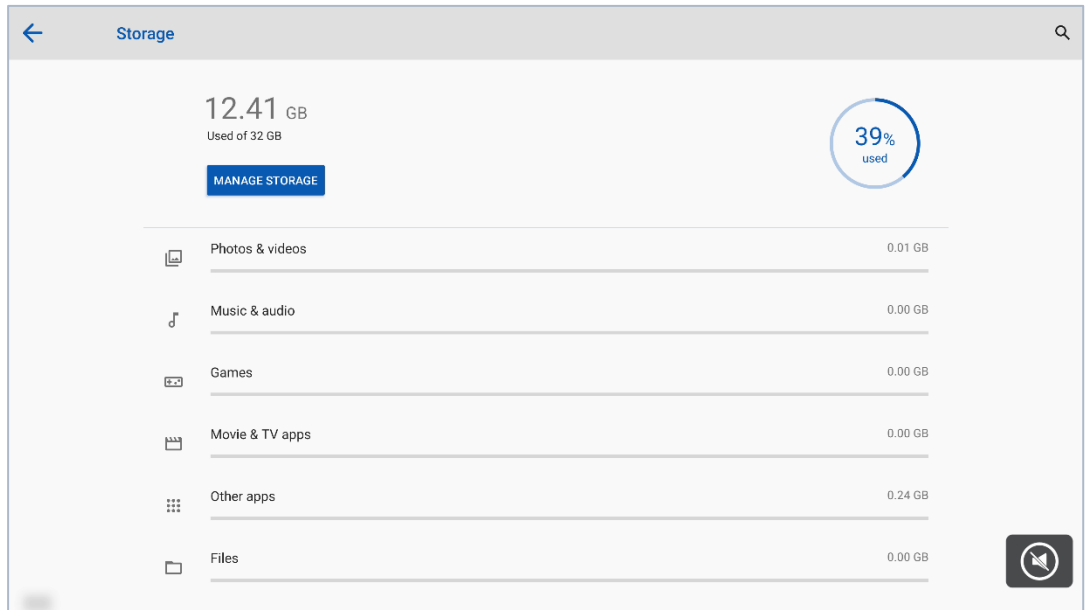 Storage
12.41 GB
Used of 32 GB
39%
used
MANAGE STORAGE
Photos & videos 0.01 GB
Music & audio 0.00 GB
Games 0.00 GB
Movie & TV apps 0.00 GB
Other apps 0.24 GB
Files 0.00 GB